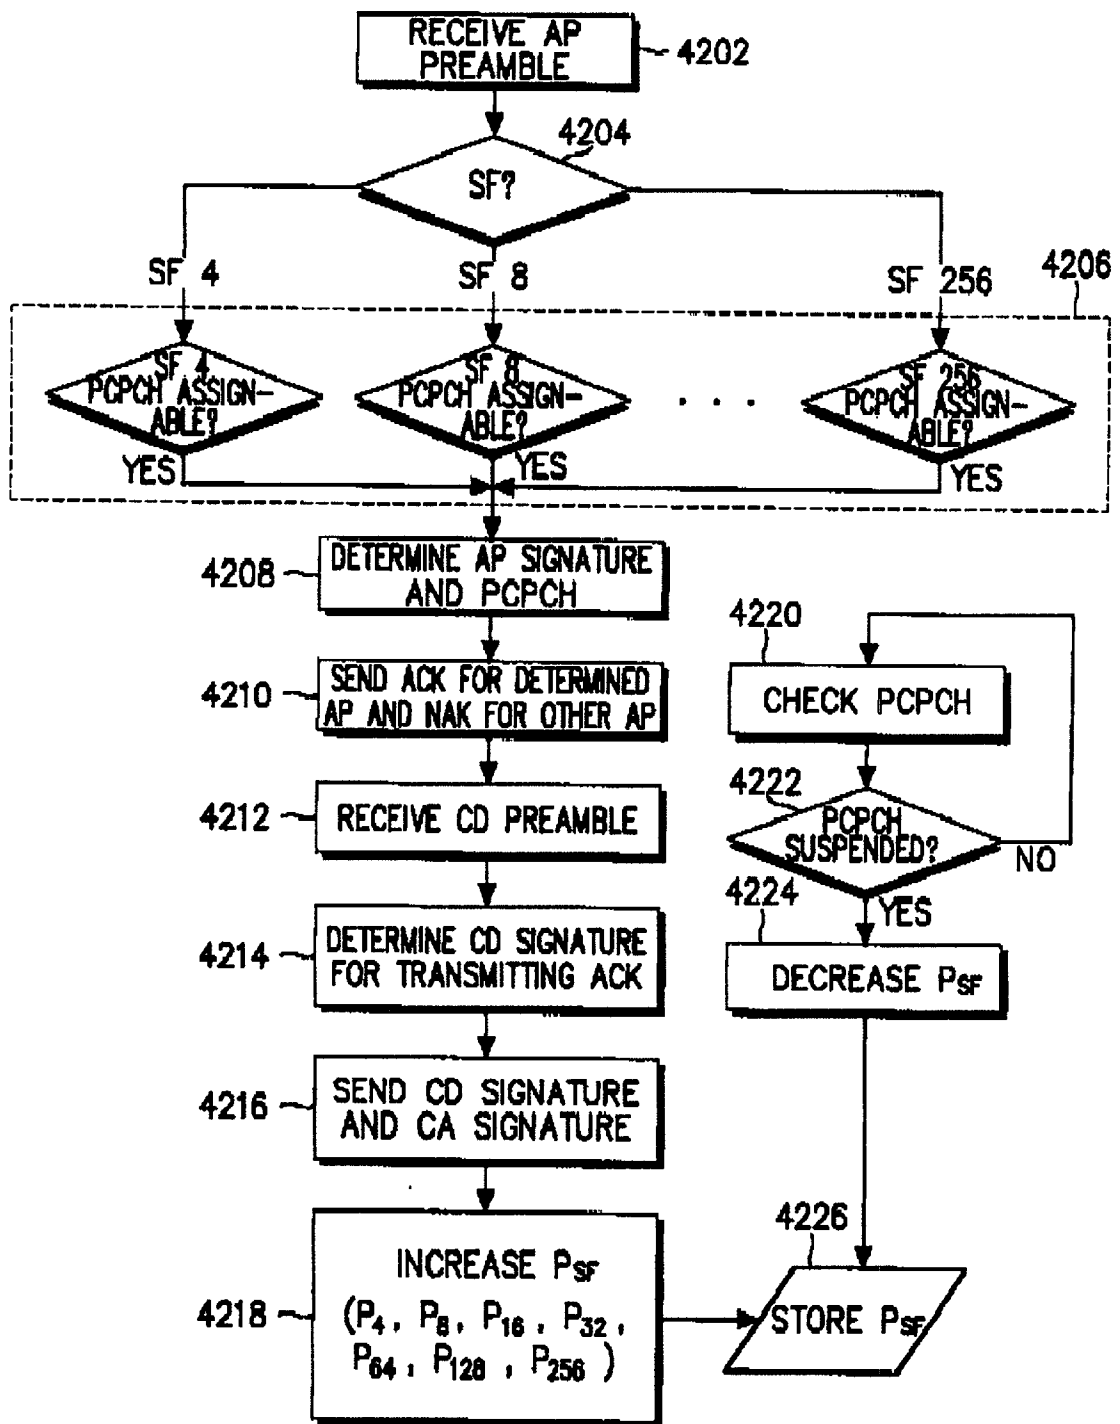 RECEIVE AP
PREAMBLE
4202
4204
SF?
SF 4
SF 8
SF 256
4206
SF 4
PCPCH ASSIGN-
ABLE?
SF 8
PCPCH ASSIGN-
ABLE?
. . .
SF 256
PCPCH ASSIGN-
ABLE?
YES
YES
YES
4208
DETERMINE AP SIGNATURE
AND PCPCH
4210
SEND ACK FOR DETERMINED
AP AND NAK FOR OTHER AP
4212
RECEIVE CD PREAMBLE
4214
DETERMINE CD SIGNATURE
FOR TRANSMITTING ACK
4216
SEND CD SIGNATURE
AND CA SIGNATURE
4218
INCREASE PSF
(P4, P8, P16, P32,
P64, P128, P256)
4220
CHECK PCPCH
4222
PCPCH
SUSPENDED?
NO
YES
4224
DECREASE PSF
4226
STORE PSF